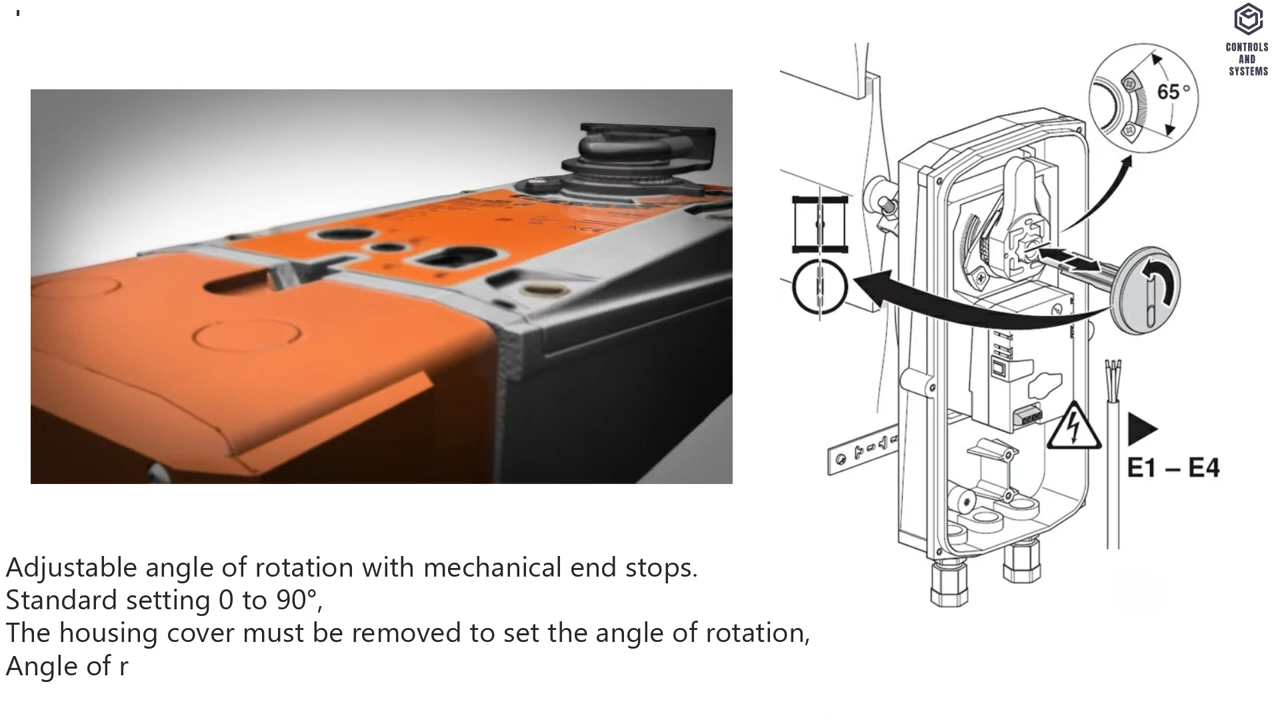 CONTROLS
AND
SYSTEMS
65°
E1 – E4
Adjustable angle of rotation with mechanical end stops.
Standard setting 0 to 90°,
The housing cover must be removed to set the angle of rotation,
Angle of r